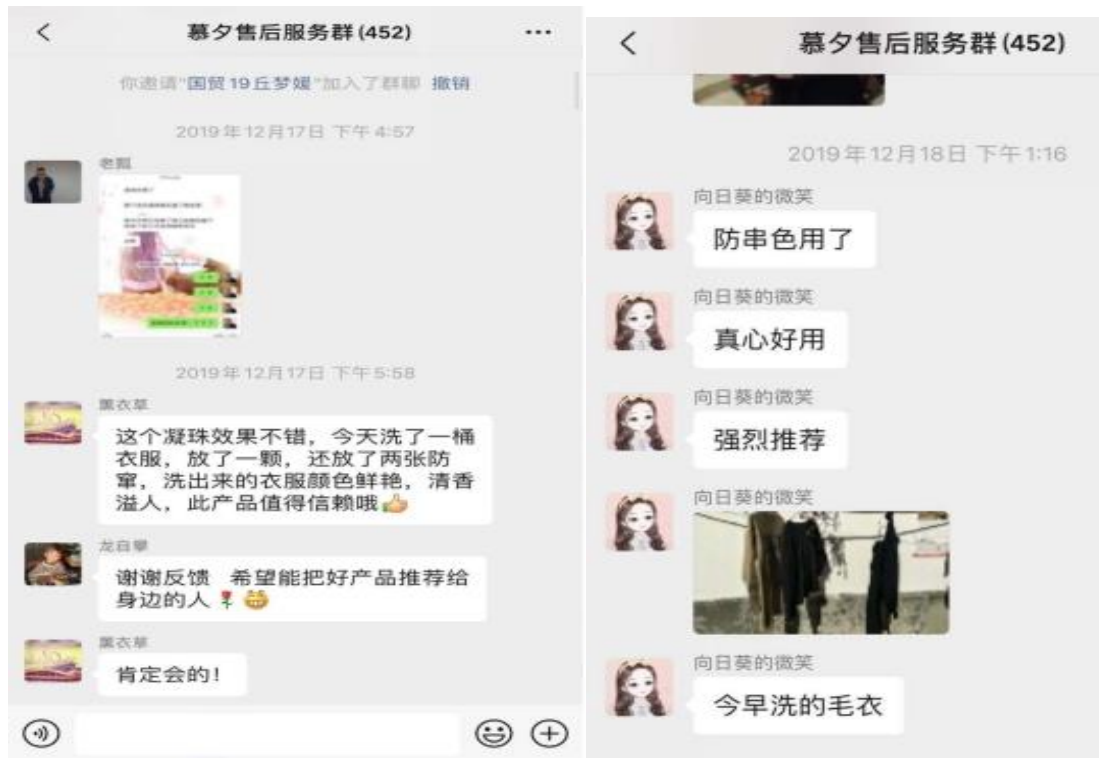 慕夕售后服务群(452)
你邀请"国贸19丘梦媛"加入了群聊 撤销
2019年12月17日 下午4:57
2019年12月17日 下午5:58
薰衣草
这个凝珠效果不错，今天洗了一桶
衣服，放了一颗，还放了两张防
窜，洗出来的衣服颜色鲜艳，清香
溢人，此产品值得信赖哦👍
龙自攀
谢谢反馈 希望能把好产品推荐给
身边的人🌹😁
薰衣草
肯定会的！
慕夕售后服务群(452)
2019年12月18日 下午1:16
向日葵的微笑
防串色用了
向日葵的微笑
真心好用
向日葵的微笑
强烈推荐
向日葵的微笑
向日葵的微笑
今早洗的毛衣